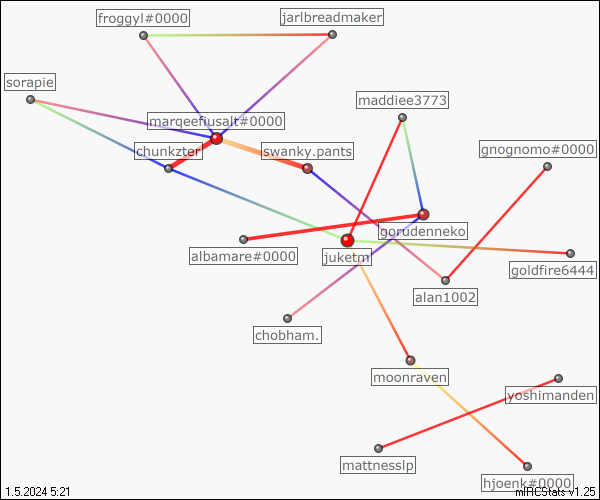 froggyl#0000
jarlbreadmaker
sorapie
maddiee3773
marqeefiusalt#0000
chunkzter
swanky.pants
gnognomo#0000
gorudenneko
albamare#0000
juketm
goldfire6444
alan1002
chobham.
moonraven
yoshimanden
mattnesslp
hjoenk#0000
1.5.2024 5:21
mIRCStats v1.25